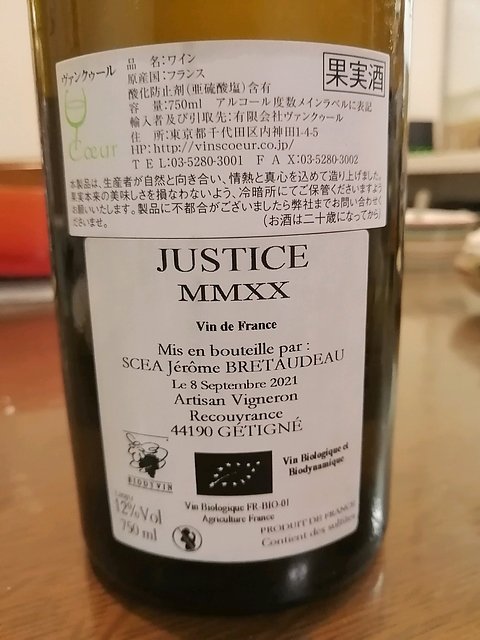 ヴァンクゥール
Cœur
品 名:ワイン
原産国:フランス
酸化防止剤(亜硫酸塩)含有
容 量:750ml アルコール度数メインラベルに表記
輸入者及び引取先:有限会社ヴァンクゥール
住 所:東京都千代田区内神田1-4-5
HP:http://vinscoeur.co.jp/
TEL:03-5280-3001 FAX:03-5280-3002
果実酒
本製品は、生産者が自然と向き合い、情熱と真心を込めて造り上げました。
果実本来の美味しさを損なわないよう、冷暗所にてご保管くださいますよう
お願いいたします。製品に不都合がございましたら弊社までお問い合わせく
ださいませ。 (お酒は二十歳になってから)
JUSTICE
MMXX
Vin de France
Mis en bouteille par :
SCEA Jérôme BRETAUDEAU
Le 8 Septembre 2021
Artisan Vigneron
Recouvrance
44190 GÉTIGNÉ
BIODYVIN
Vin Biologique et
Biodynamique
Vin Biologique FR-BIO-01
Agriculture France
12%Vol
750 ml
PRODUIT DE FRANCE
Contient des sulfites